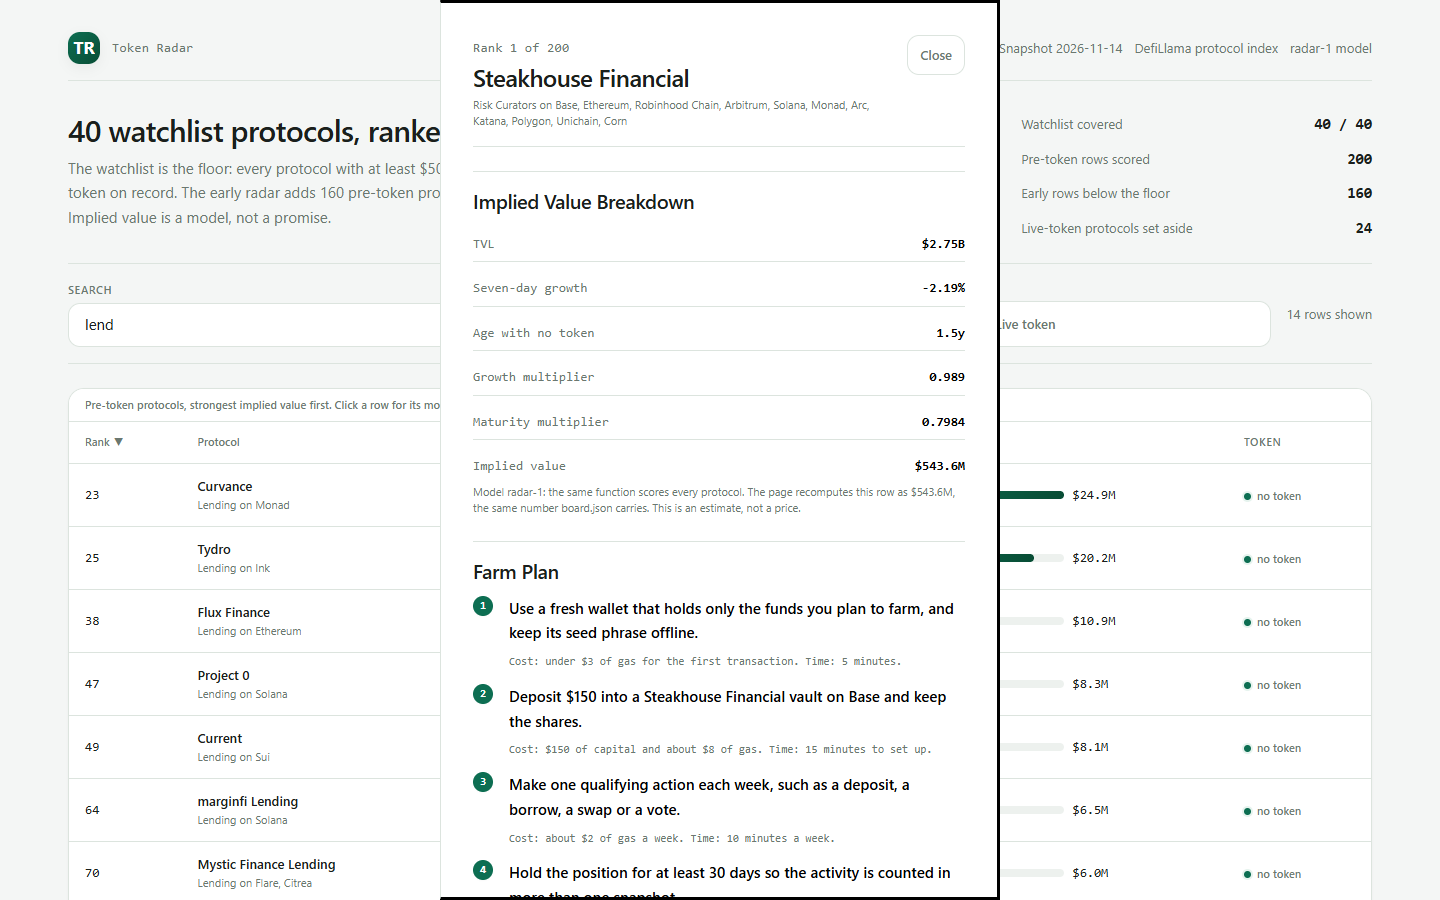 TR Token Radar
Snapshot 2026-11-14 DefiLlama protocol index radar-1 model
40 watchlist protocols, ranke
The watchlist is the floor: every protocol with at least $50
token on record. The early radar adds 160 pre-token pro
Implied value is a model, not a promise.
Watchlist covered 40 / 40
Pre-token rows scored 200
Early rows below the floor 160
Live-token protocols set aside 24
SEARCH
lend
Live token
14 rows shown
Pre-token protocols, strongest implied value first. Click a row for its mo
Rank ▼ Protocol TOKEN
23 Curvance $24.9M no token
Lending on Monad
25 Tydro $20.2M no token
Lending on Ink
38 Flux Finance $10.9M no token
Lending on Ethereum
47 Project 0 $8.3M no token
Lending on Solana
49 Current $8.1M no token
Lending on Sui
64 marginfi Lending $6.5M no token
Lending on Solana
70 Mystic Finance Lending $6.0M no token
Lending on Flare, Citrea
Rank 1 of 200
Close
Steakhouse Financial
Risk Curators on Base, Ethereum, Robinhood Chain, Arbitrum, Solana, Monad, Arc,
Katana, Polygon, Unichain, Corn
Implied Value Breakdown
TVL $2.75B
Seven-day growth -2.19%
Age with no token 1.5y
Growth multiplier 0.989
Maturity multiplier 0.7984
Implied value $543.6M
Model radar-1: the same function scores every protocol. The page recomputes this row as $543.6M,
the same number board.json carries. This is an estimate, not a price.
Farm Plan
1 Use a fresh wallet that holds only the funds you plan to farm, and
keep its seed phrase offline.
Cost: under $3 of gas for the first transaction. Time: 5 minutes.
2 Deposit $150 into a Steakhouse Financial vault on Base and keep
the shares.
Cost: $150 of capital and about $8 of gas. Time: 15 minutes to set up.
3 Make one qualifying action each week, such as a deposit, a
borrow, a swap or a vote.
Cost: about $2 of gas a week. Time: 10 minutes a week.
4 Hold the position for at least 30 days so the activity is counted in
more than one snapshot.